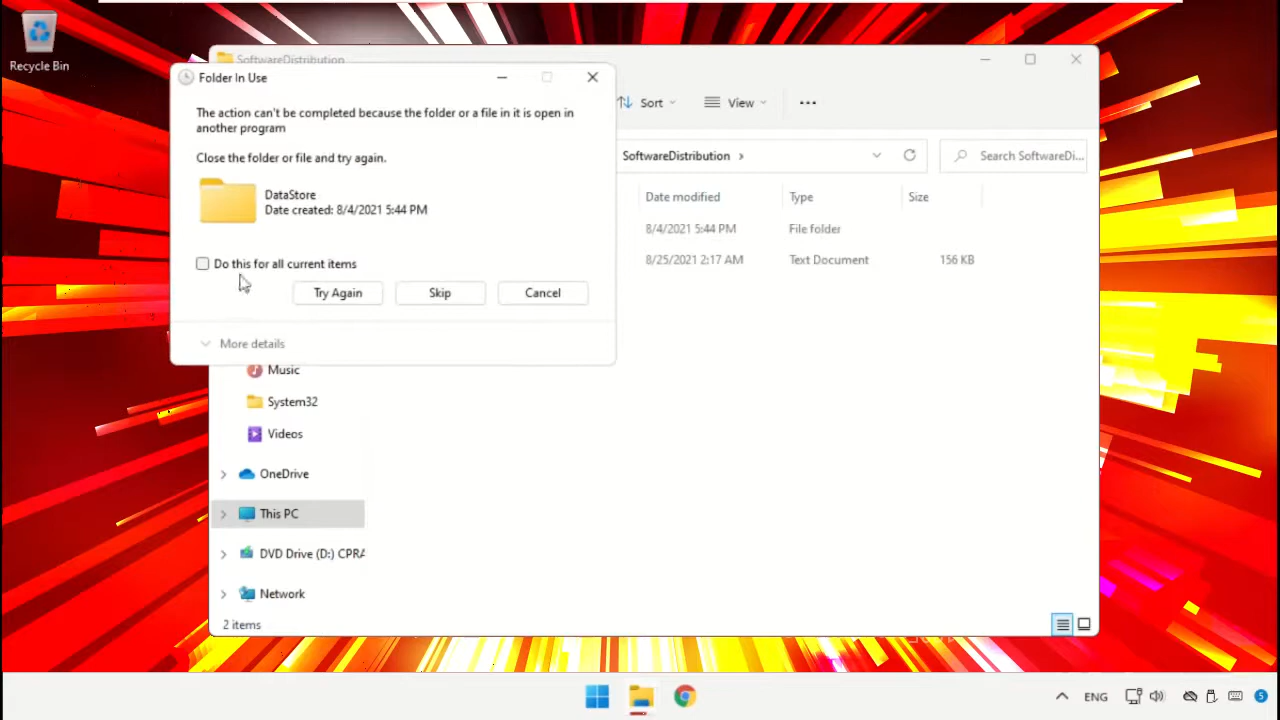 Recycle Bin
SoftwareDistribution
Folder In Use
The action can't be completed because the folder or a file in it is open in
another program
Close the folder or file and try again.
DataStore
Date created: 8/4/2021 5:44 PM
Do this for all current items
Try Again
Skip
Cancel
More details
Sort
View
SoftwareDistribution
Search SoftwareDi...
Date modified
Type
Size
8/4/2021 5:44 PM
File folder
8/25/2021 2:17 AM
Text Document
156 KB
Music
System32
Videos
OneDrive
This PC
DVD Drive (D:) CPRA
Network
2 items
ENG
5